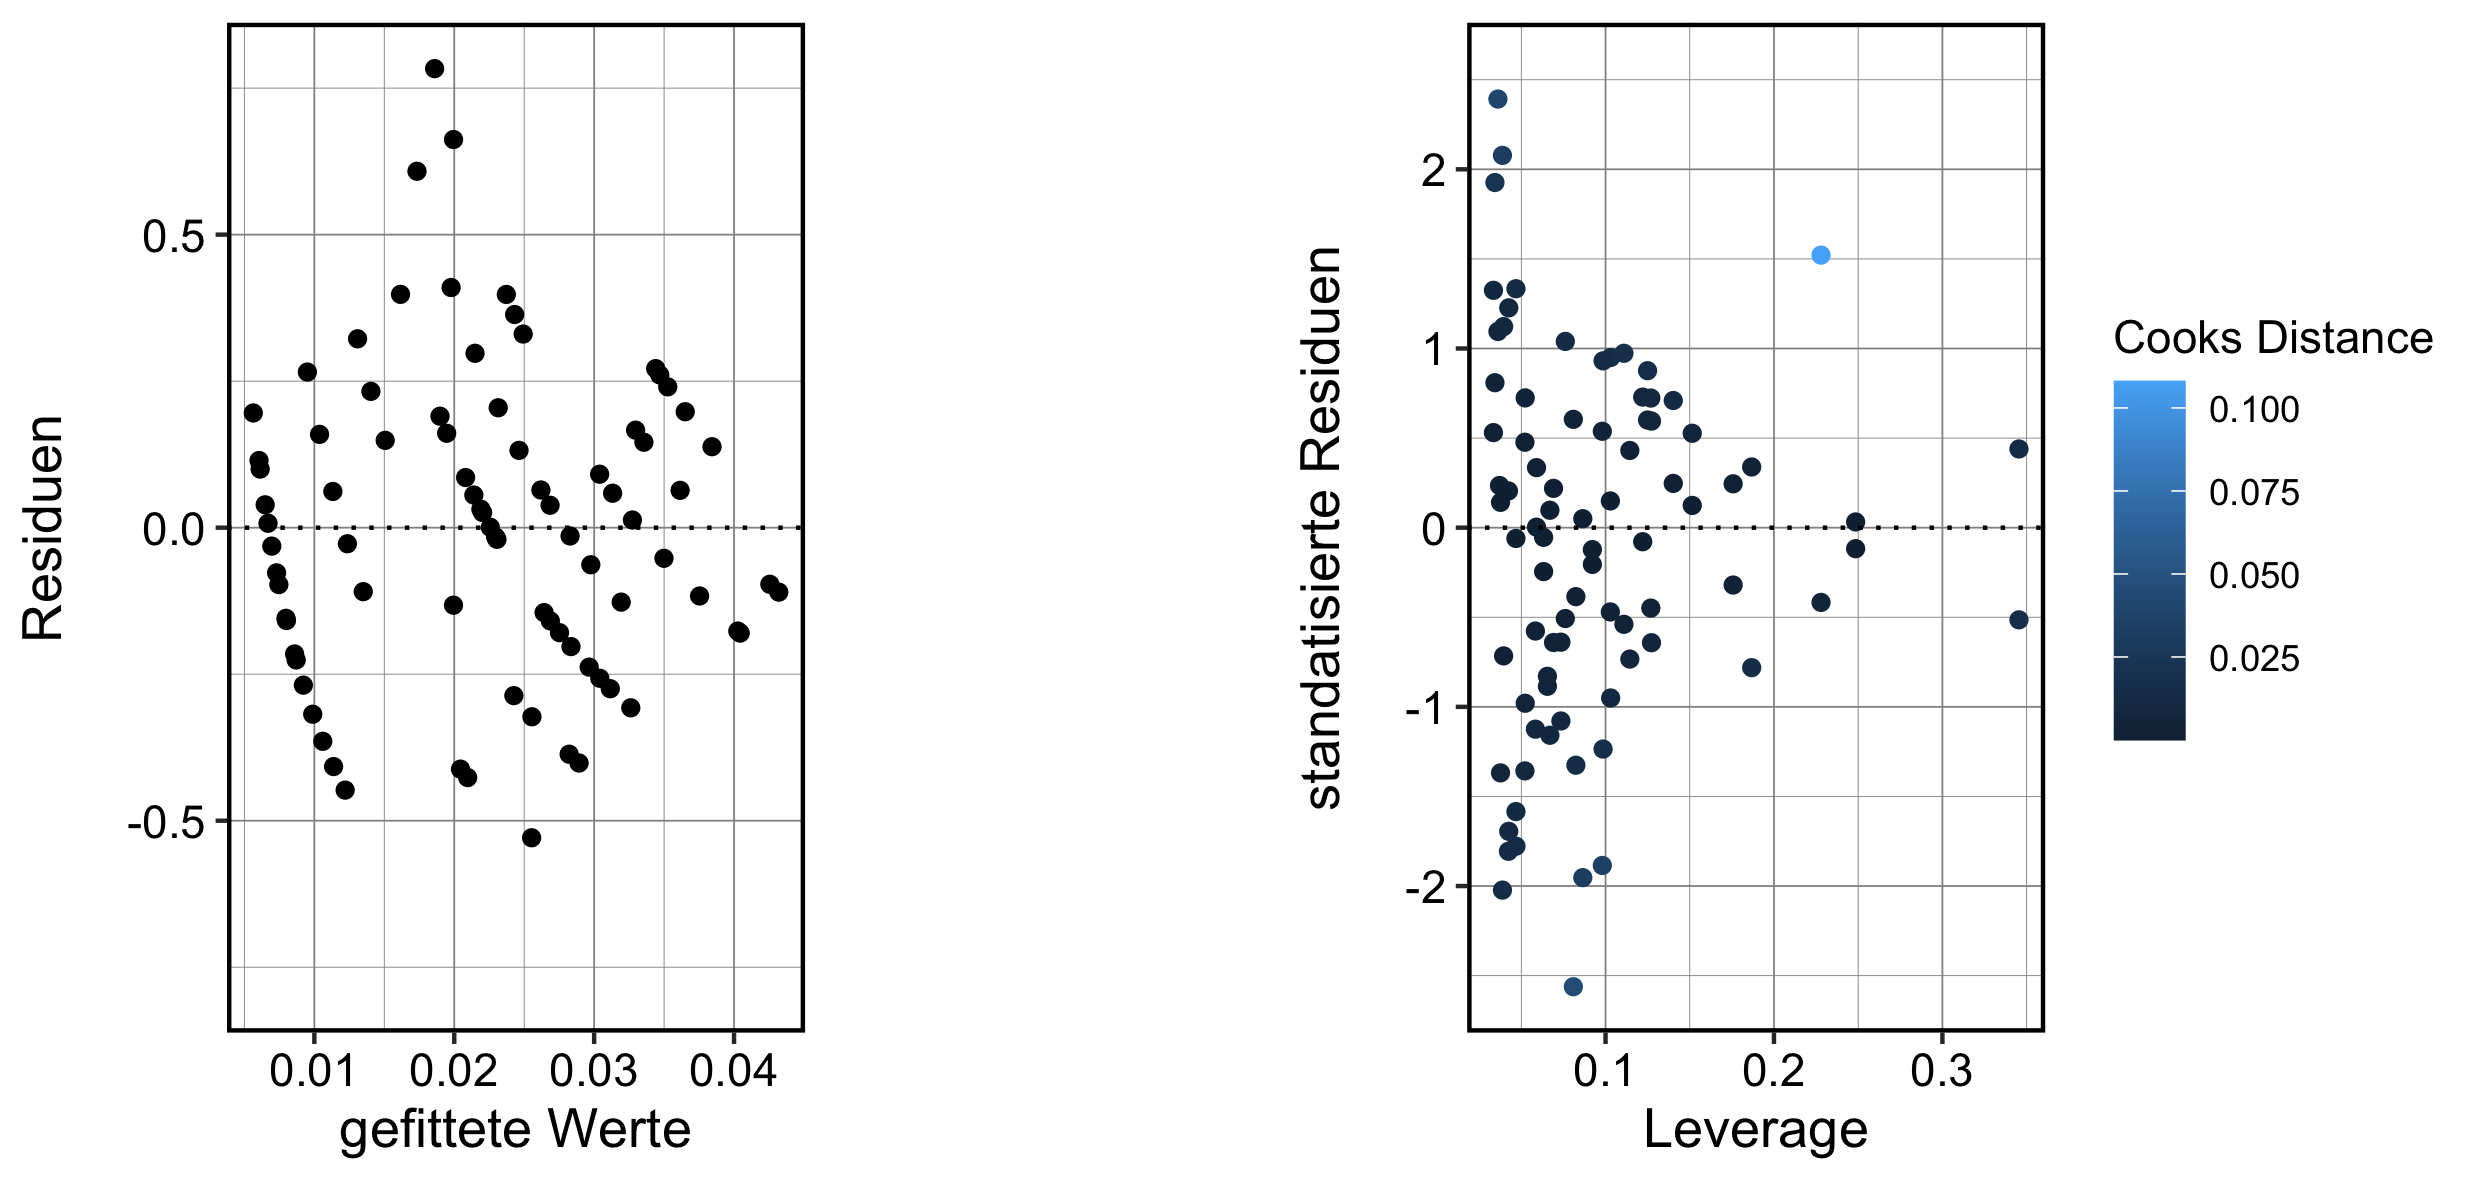 Residuen
0.5
0.0
-0.5
0.01 0.02 0.03 0.04
gefittete Werte
standatisierte Residuen
2
1
0
-1
-2
0.1 0.2 0.3
Leverage
Cooks Distance
0.100
0.075
0.050
0.025